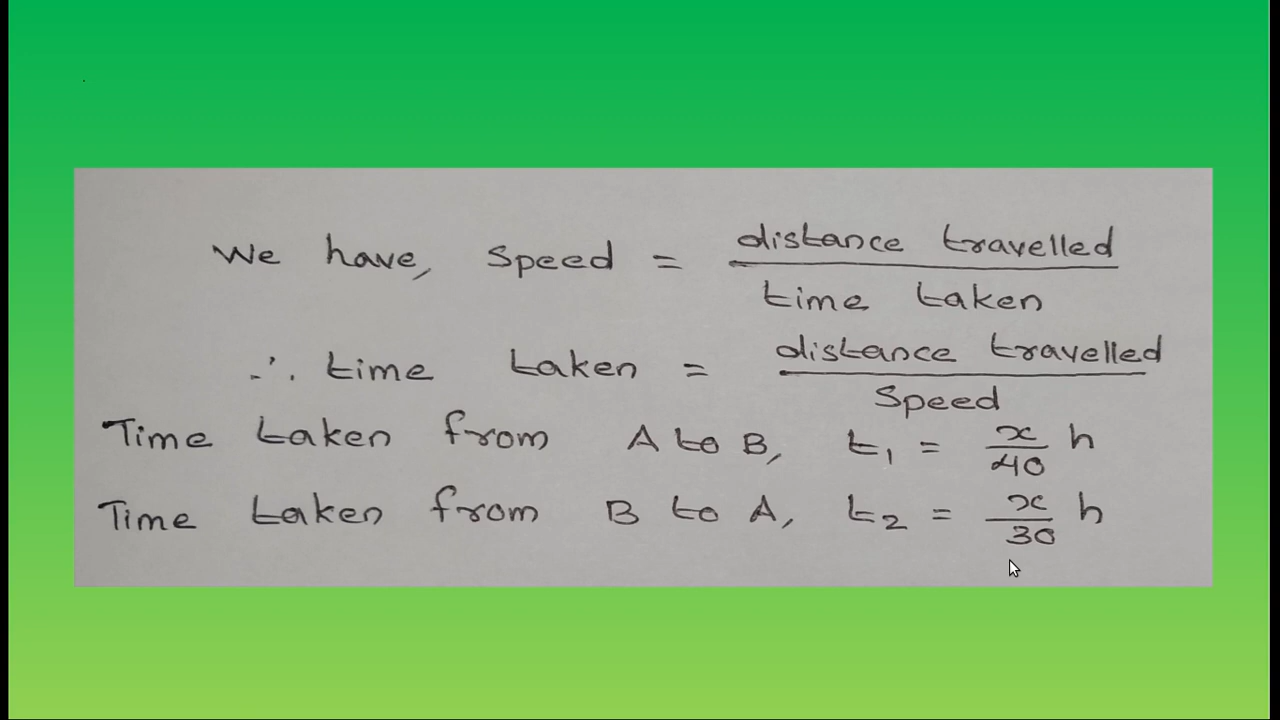 We have, Speed = distance travelled / time taken
∴ time taken = distance travelled / Speed
Time taken from A to B, t₁ = x/40 h
Time taken from B to A, t₂ = x/30 h